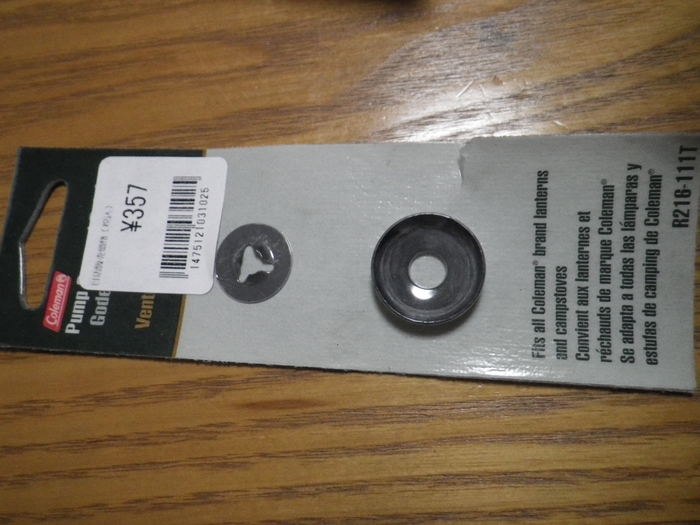 Coleman®
Pump
Gode
Vent
¥357
1475121031025
Fits all Coleman® brand lanterns
and campstoves
Convient aux lanternes et
réchauds de marque Coleman®
Se adapta a todas las lámparas y
estufas de camping de Coleman®
R216-111T